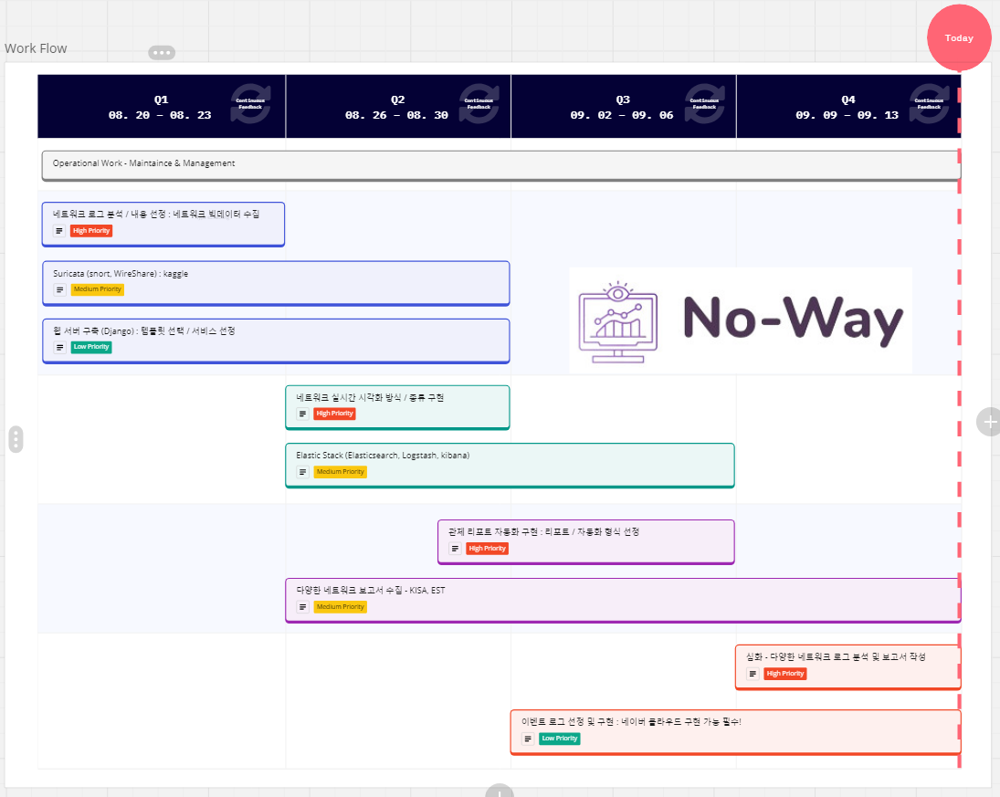 Today
Work Flow
Q1
08. 20 - 08. 23
Continuous
Feedback
Q2
08. 26 - 08. 30
Continuous
Feedback
Q3
09. 02 - 09. 06
Continuous
Feedback
Q4
09. 09 - 09. 13
Continuous
Feedback
Operational Work - Maintaince & Management
네트워크 로그 분석 / 내용 선정 : 네트워크 빅데이터 수집
High Priority
Suricata (snort, WireShare) : kaggle
Medium Priority
웹 서버 구축 (Django) : 템플릿 선택 / 서비스 선정
Low Priority
No-Way
네트워크 실시간 시각화 방식 / 종류 구현
High Priority
Elastic Stack (Elasticsearch, Logstash, kibana)
Medium Priority
관제 리포트 자동화 구현 : 리포트 / 자동화 형식 선정
High Priority
다양한 네트워크 보고서 수집 - KISA, EST
Medium Priority
심화 - 다양한 네트워크 로그 분석 및 보고서 작성
High Priority
이벤트 로그 선정 및 구현 : 네이버 클라우드 구현 가능 필수!
Low Priority